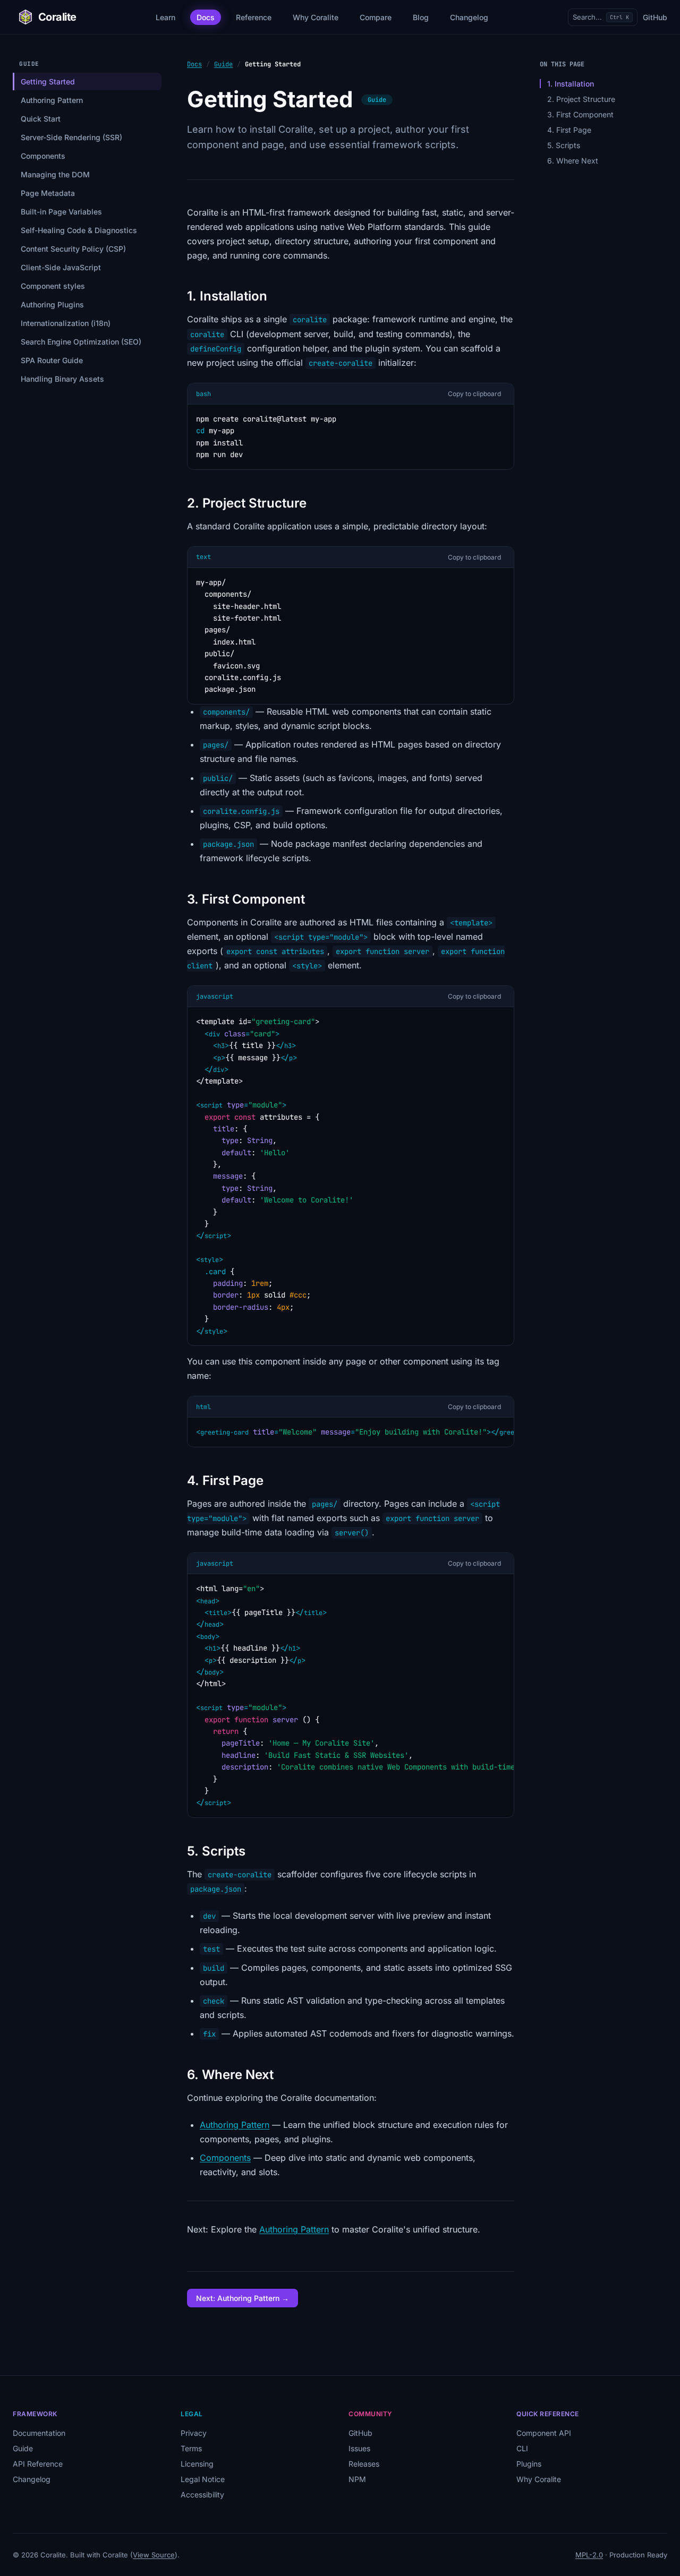 Coralite
Learn Docs Reference Why Coralite Compare Blog Changelog
Search... Ctrl K GitHub
GUIDE
Getting Started
Authoring Pattern
Quick Start
Server-Side Rendering (SSR)
Components
Managing the DOM
Page Metadata
Built-in Page Variables
Self-Healing Code & Diagnostics
Content Security Policy (CSP)
Client-Side JavaScript
Component styles
Authoring Plugins
Internationalization (i18n)
Search Engine Optimization (SEO)
SPA Router Guide
Handling Binary Assets
Docs / Guide / Getting Started
Getting Started Guide
Learn how to install Coralite, set up a project, author your first
component and page, and use essential framework scripts.
Coralite is an HTML-first framework designed for building fast, static, and server-
rendered web applications using native Web Platform standards. This guide
covers project setup, directory structure, authoring your first component and
page, and running core commands.
1. Installation
Coralite ships as a single coralite package: framework runtime and engine, the
coralite CLI (development server, build, and testing commands), the
defineConfig configuration helper, and the plugin system. You can scaffold a
new project using the official create-coralite initializer:
bash Copy to clipboard
npm create coralite@latest my-app
cd my-app
npm install
npm run dev
2. Project Structure
A standard Coralite application uses a simple, predictable directory layout:
text Copy to clipboard
my-app/
components/
site-header.html
site-footer.html
pages/
index.html
public/
favicon.svg
coralite.config.js
package.json
• components/ — Reusable HTML web components that can contain static
markup, styles, and dynamic script blocks.
• pages/ — Application routes rendered as HTML pages based on directory
structure and file names.
• public/ — Static assets (such as favicons, images, and fonts) served
directly at the output root.
• coralite.config.js — Framework configuration file for output directories,
plugins, CSP, and build options.
• package.json — Node package manifest declaring dependencies and
framework lifecycle scripts.
3. First Component
Components in Coralite are authored as HTML files containing a <template>
element, an optional <script type="module"> block with top-level named
exports ( export const attributes , export function server , export function
client ), and an optional <style> element.
javascript Copy to clipboard
<template id="greeting-card">
<div class="card">
<h3>{{ title }}</h3>
<p>{{ message }}</p>
</div>
</template>
<script type="module">
export const attributes = {
title: {
type: String,
default: 'Hello'
},
message: {
type: String,
default: 'Welcome to Coralite!'
}
}
</script>
<style>
.card {
padding: 1rem;
border: 1px solid #ccc;
border-radius: 4px;
}
</style>
You can use this component inside any page or other component using its tag
name:
html Copy to clipboard
<greeting-card title="Welcome" message="Enjoy building with Coralite!"></gree
4. First Page
Pages are authored inside the pages/ directory. Pages can include a <script
type="module"> with flat named exports such as export function server to
manage build-time data loading via server() .
javascript Copy to clipboard
<html lang="en">
<head>
<title>{{ pageTitle }}</title>
</head>
<body>
<h1>{{ headline }}</h1>
<p>{{ description }}</p>
</body>
</html>
<script type="module">
export function server () {
return {
pageTitle: 'Home — My Coralite Site',
headline: 'Build Fast Static & SSR Websites',
description: 'Coralite combines native Web Components with build-time
}
}
</script>
5. Scripts
The create-coralite scaffolder configures five core lifecycle scripts in
package.json :
• dev — Starts the local development server with live preview and instant
reloading.
• test — Executes the test suite across components and application logic.
• build — Compiles pages, components, and static assets into optimized SSG
output.
• check — Runs static AST validation and type-checking across all templates
and scripts.
• fix — Applies automated AST codemods and fixers for diagnostic warnings.
6. Where Next
Continue exploring the Coralite documentation:
• Authoring Pattern — Learn the unified block structure and execution rules for
components, pages, and plugins.
• Components — Deep dive into static and dynamic web components,
reactivity, and slots.
Next: Explore the Authoring Pattern to master Coralite's unified structure.
Next: Authoring Pattern →
ON THIS PAGE
1. Installation
2. Project Structure
3. First Component
4. First Page
5. Scripts
6. Where Next
FRAMEWORK
Documentation
Guide
API Reference
Changelog
LEGAL
Privacy
Terms
Licensing
Legal Notice
Accessibility
COMMUNITY
GitHub
Issues
Releases
NPM
QUICK REFERENCE
Component API
CLI
Plugins
Why Coralite
© 2026 Coralite. Built with Coralite (View Source).
MPL-2.0 · Production Ready